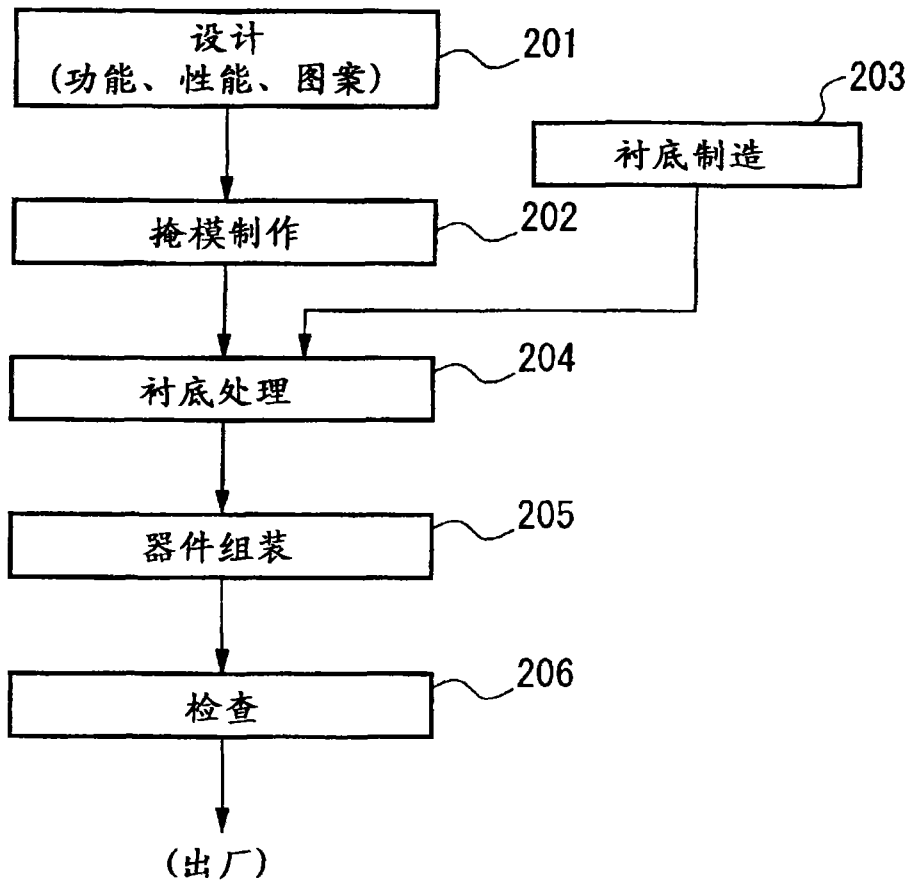 设计
(功能、性能、图案)
201
203
衬底制造
掩模制作
202
衬底处理
204
器件组装
205
检查
206
(出厂)